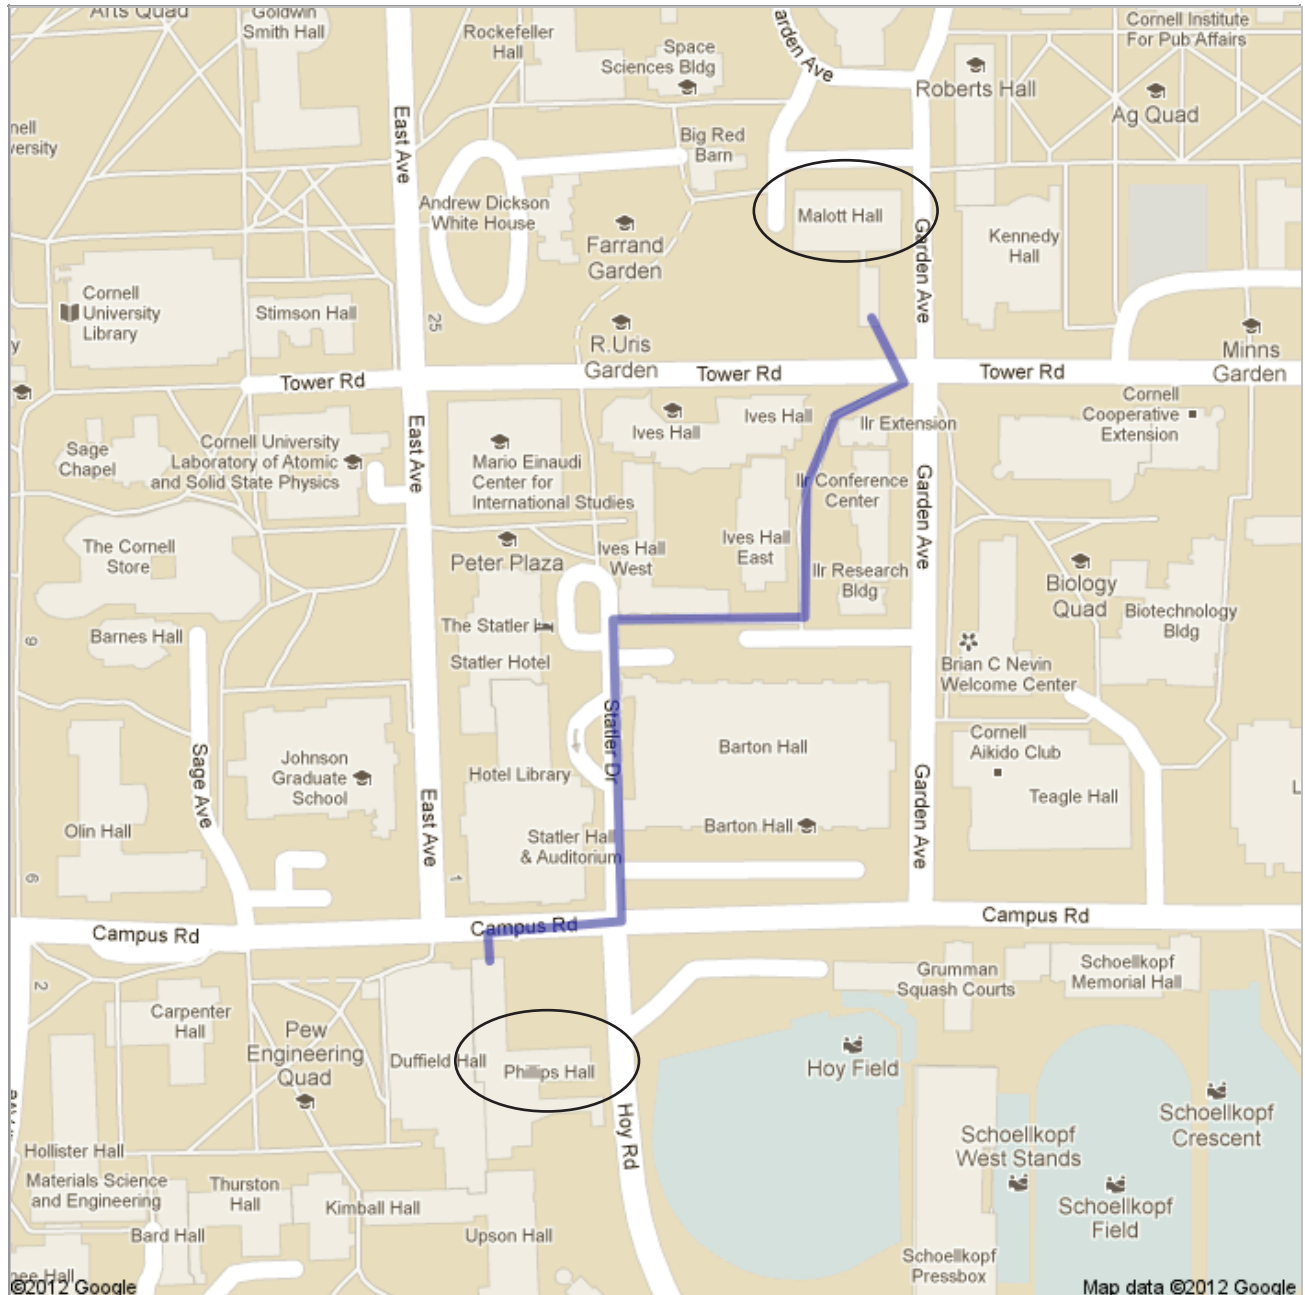 Arts Quad
Goldwin
Smith Hall
Rockefeller
Hall
Space
Sciences Bldg
arden Ave
Cornell Institute
For Pub Affairs
Roberts Hall
Ag Quad
nell
versity
East Ave
Big Red
Barn
Andrew Dickson
White House
Farrand
Garden
Malott Hall
Garden Ave
Kennedy
Hall
Cornell
University
Library
Stimson Hall
25
R.Uris
Garden
y
Minns
Garden
Tower Rd
Tower Rd
Tower Rd
Cornell
Cooperative
Extension
Sage
Chapel
Cornell University
Laboratory of Atomic
and Solid State Physics
East Ave
Mario Einaudi
Center for
International Studies
Ives Hall
Ives Hall
Ilr Extension
Ilr Conference
Center
Garden Ave
The Cornell
Store
Peter Plaza
Ives Hall
West
Ives Hall
East
Ilr Research
Bldg
Biology
Quad
Biotechnology
Bldg
9
Barnes Hall
The Statler
Statler Hotel
Brian C Nevin
Welcome Center
Sage Ave
Johnson
Graduate
School
Statler Dr
Hotel Library
Barton Hall
Barton Hall
Cornell
Aikido Club
Teagle Hall
L
Olin Hall
East Ave
Statler Hall
& Auditorium
Garden Ave
6
1
Campus Rd
Campus Rd
Campus Rd
2
Carpenter
Hall
Pew
Engineering
Quad
Duffield Hall
Phillips Hall
Grumman
Squash Courts
Schoellkopf
Memorial Hall
Hoy Field
Schoellkopf
Crescent
Hoy Rd
Schoellkopf
West Stands
Schoellkopf
Field
Hollister Hall
Materials Science
and Engineering
Thurston
Hall
Kimball Hall
Bard Hall
Upson Hall
Schoellkopf
Pressbox
Hall
©2012 Google
Map data ©2012 Google